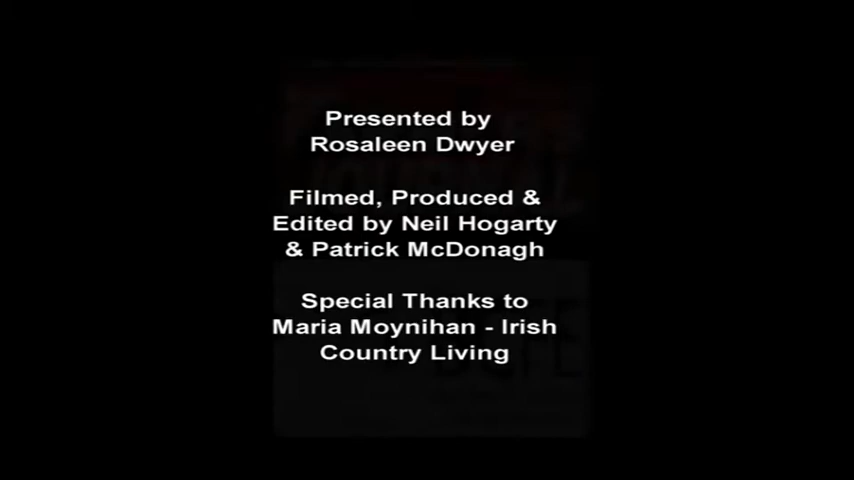 Presented by
Rosaleen Dwyer
Filmed, Produced &
Edited by Neil Hogarty
& Patrick McDonagh
Special Thanks to
Maria Moynihan - Irish
Country Living